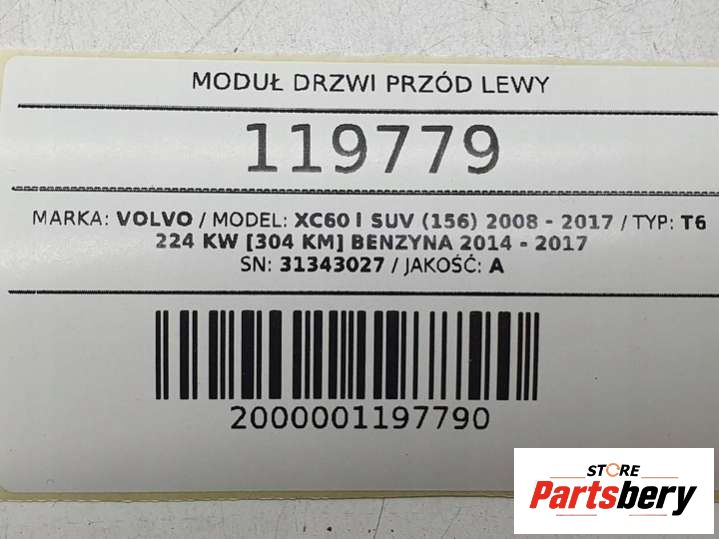 MODUŁ DRZWI PRZÓD LEWY
119779
MARKA: VOLVO / MODEL: XC60 I SUV (156) 2008 - 2017 / TYP: T6
224 KW [304 KM] BENZYNA 2014 - 2017
SN: 31343027 / JAKOŚĆ: A
2000001197790
STORE
Partsbery